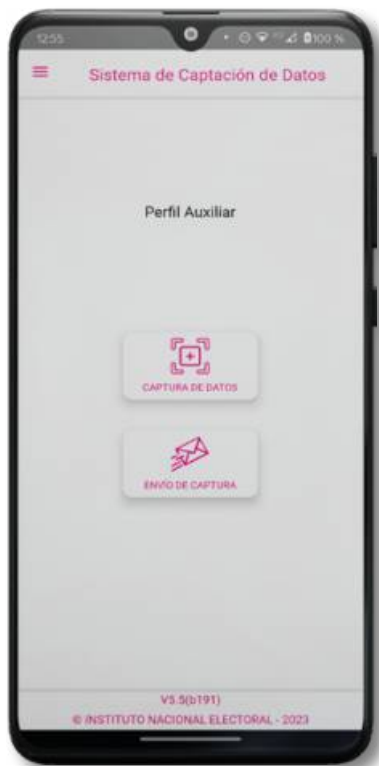 12:55
100 %
Sistema de Captación de Datos
Perfil Auxiliar
CAPTURA DE DATOS
ENVÍO DE CAPTURA
V5.5(b191)
© INSTITUTO NACIONAL ELECTORAL - 2023